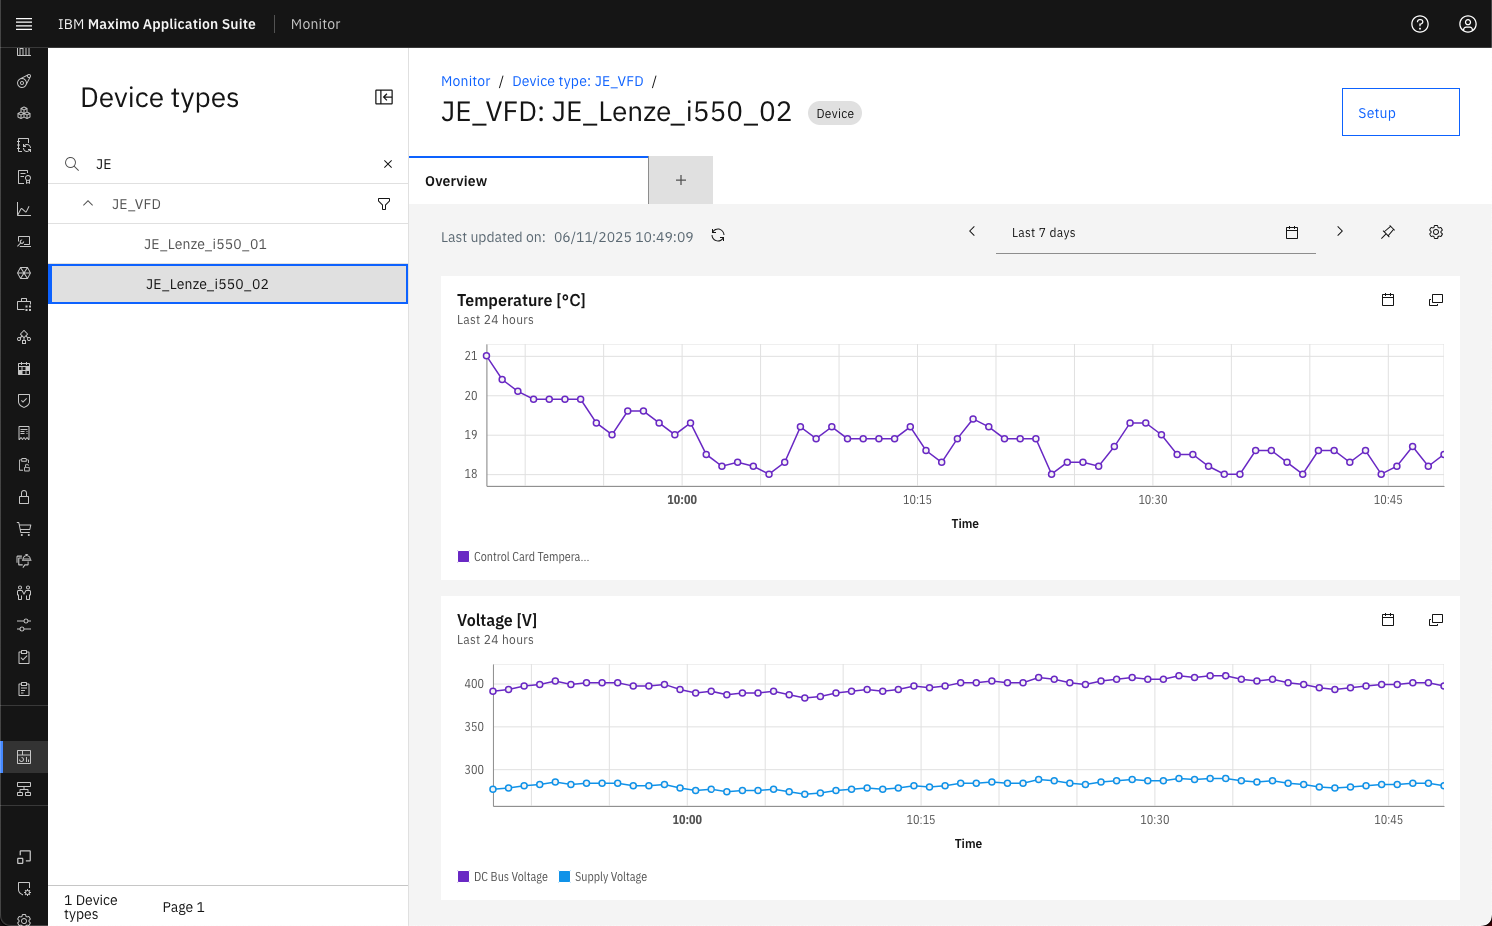 IBM Maximo Application Suite Monitor
Device types
JE
JE_VFD
JE_Lenze_i550_01
JE_Lenze_i550_02
1 Device types
Page 1
Monitor / Device type: JE_VFD /
JE_VFD: JE_Lenze_i550_02 Device
Setup
Overview
Last updated on: 06/11/2025 10:49:09
Last 7 days
Temperature [°C]
Last 24 hours
21
20
19
18
10:00 10:15 10:30 10:45
Time
Control Card Tempera...
Voltage [V]
Last 24 hours
400
350
300
10:00 10:15 10:30 10:45
Time
DC Bus Voltage Supply Voltage